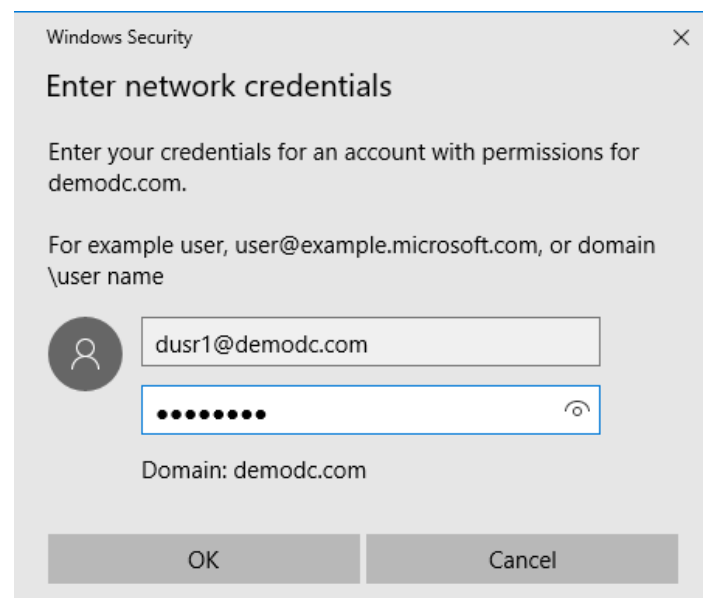 Windows Security
Enter network credentials
Enter your credentials for an account with permissions for
demodc.com.
For example user, user@example.microsoft.com, or domain
\user name
dusr1@demodc.com
••••••••
Domain: demodc.com
OK
Cancel